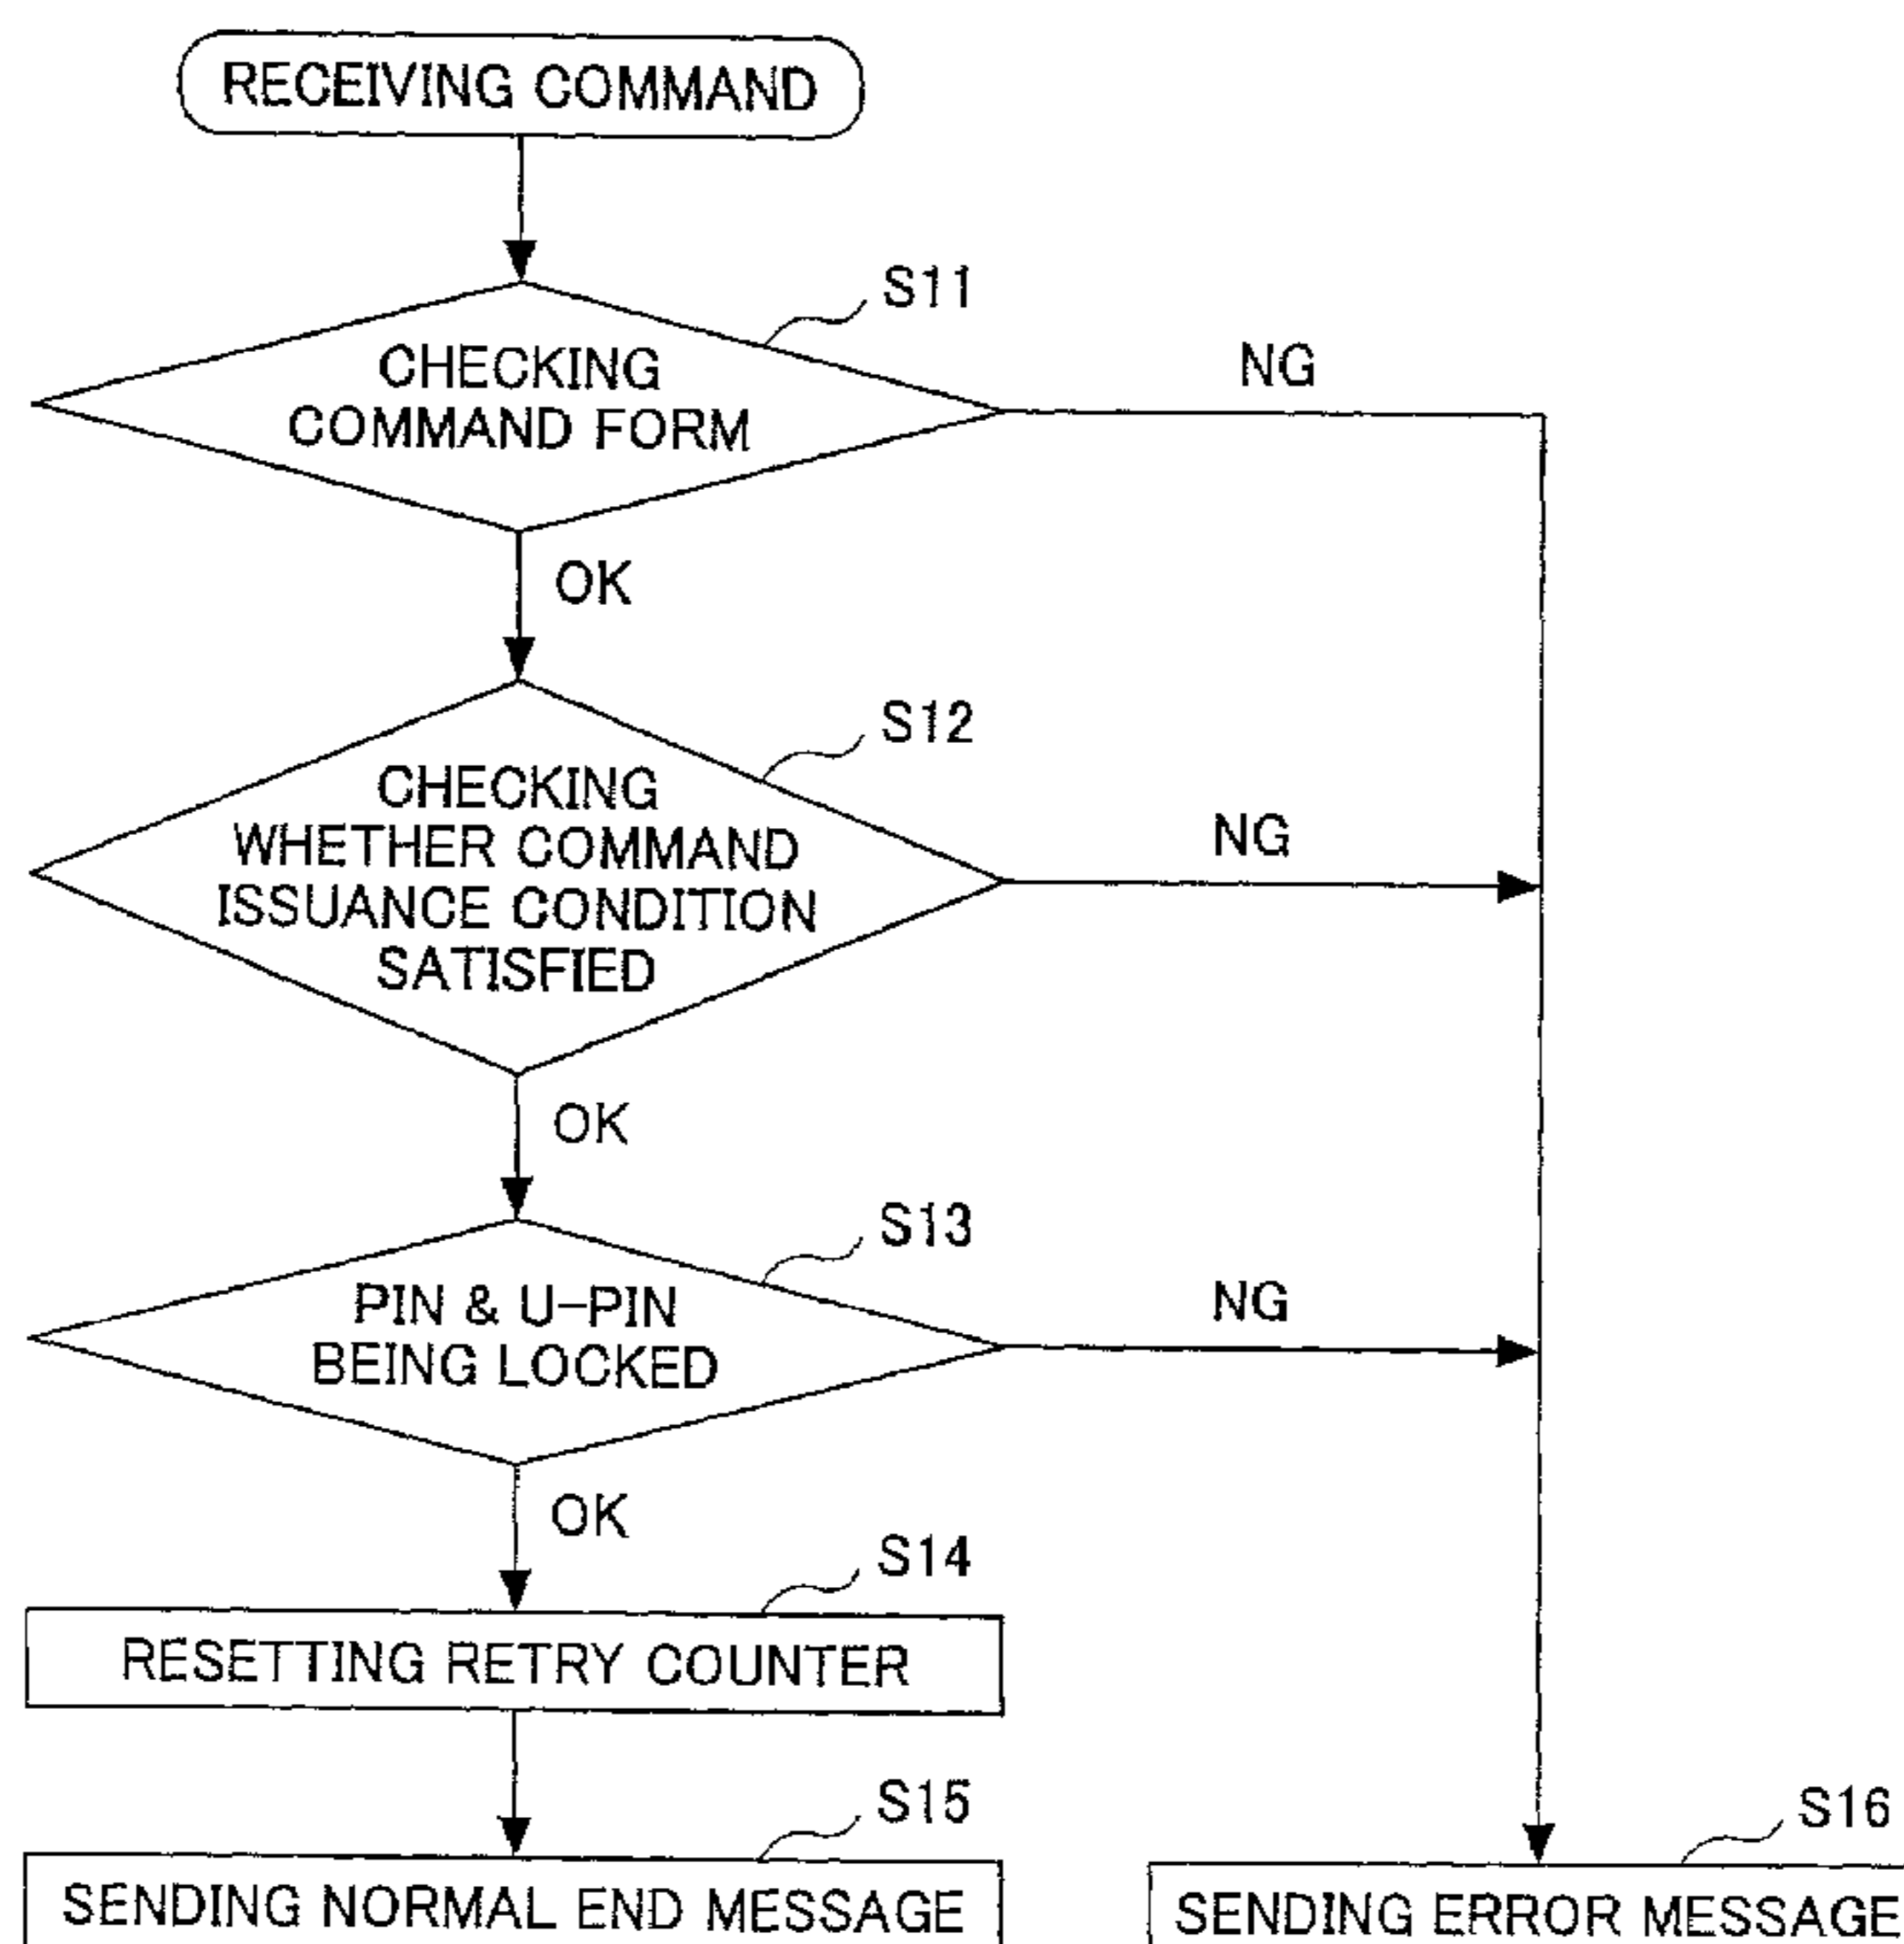 RECEIVING COMMAND
S11
CHECKING
COMMAND FORM
NG
OK
S12
CHECKING
WHETHER COMMAND
ISSUANCE CONDITION
SATISFIED
NG
OK
S13
PIN & U-PIN
BEING LOCKED
NG
OK
S14
RESETTING RETRY COUNTER
S15
SENDING NORMAL END MESSAGE
S16
SENDING ERROR MESSAGE